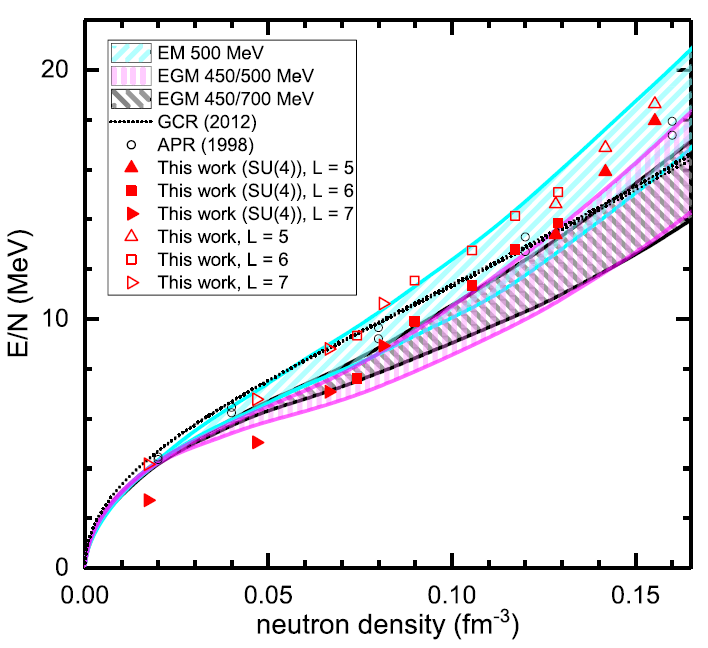 20
10
0
E/N (MeV)
EM 500 MeV
EGM 450/500 MeV
EGM 450/700 MeV
GCR (2012)
APR (1998)
This work (SU(4)), L = 5
This work (SU(4)), L = 6
This work (SU(4)), L = 7
This work, L = 5
This work, L = 6
This work, L = 7
0.00 0.05 0.10 0.15
neutron density (fm⁻³)